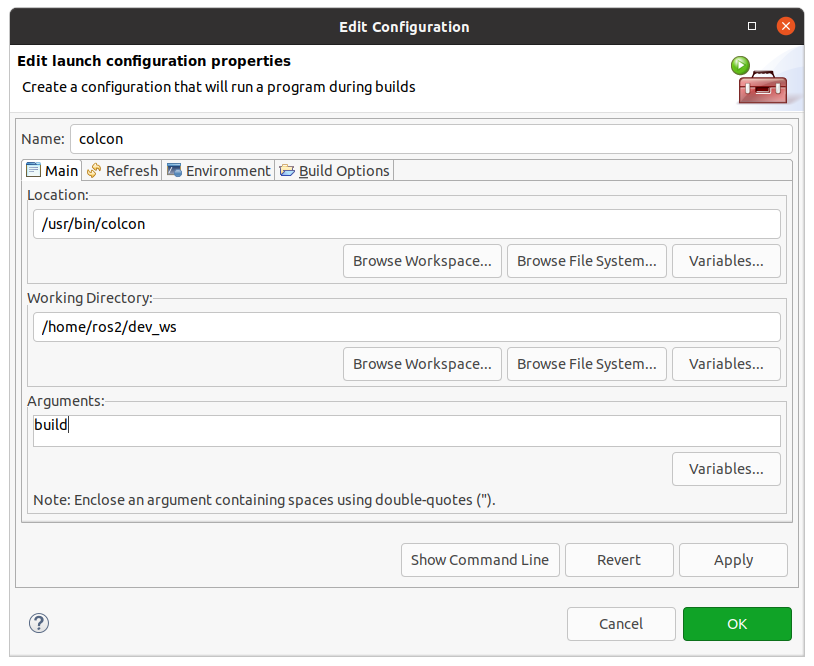 Edit Configuration
Edit launch configuration properties
Create a configuration that will run a program during builds
Name: colcon
Main Refresh Environment Build Options
Location:
/usr/bin/colcon
Browse Workspace... Browse File System... Variables...
Working Directory:
/home/ros2/dev_ws
Browse Workspace... Browse File System... Variables...
Arguments:
build
Variables...
Note: Enclose an argument containing spaces using double-quotes (").
Show Command Line Revert Apply
? Cancel OK